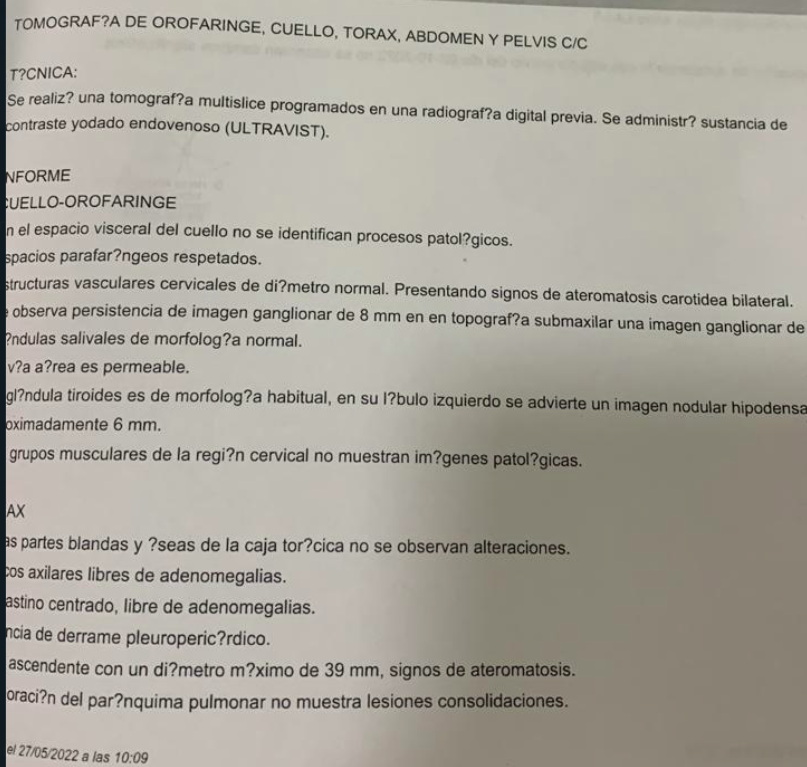 TOMOGRAF?A DE OROFARINGE, CUELLO, TORAX, ABDOMEN Y PELVIS C/C
T?CNICA:
Se realiz? una tomograf?a multislice programados en una radiograf?a digital previa. Se administr? sustancia de
contraste yodado endovenoso (ULTRAVIST).
NFORME
CUELLO-OROFARINGE
n el espacio visceral del cuello no se identifican procesos patol?gicos.
spacios parafar?ngeos respetados.
structuras vasculares cervicales de di?metro normal. Presentando signos de ateromatosis carotidea bilateral.
e observa persistencia de imagen ganglionar de 8 mm en en topograf?a submaxilar una imagen ganglionar de
?ndulas salivales de morfolog?a normal.
v?a a?rea es permeable.
gl?ndula tiroides es de morfolog?a habitual, en su l?bulo izquierdo se advierte un imagen nodular hipodensa
oximadamente 6 mm.
grupos musculares de la regi?n cervical no muestran im?genes patol?gicas.
AX
as partes blandas y ?seas de la caja tor?cica no se observan alteraciones.
cos axilares libres de adenomegalias.
astino centrado, libre de adenomegalias.
ncia de derrame pleuroperic?rdico.
ascendente con un di?metro m?ximo de 39 mm, signos de ateromatosis.
oraci?n del par?nquima pulmonar no muestra lesiones consolidaciones.
el 27/05/2022 a las 10:09